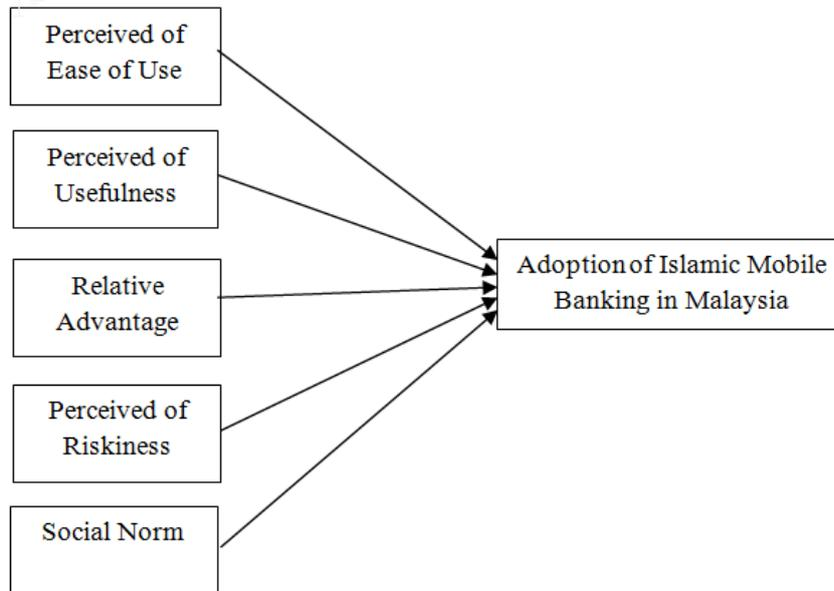 Perceived of
Ease of Use
Perceived of
Usefulness
Relative
Advantage
Perceived of
Riskiness
Social Norm
Adoption of Islamic Mobile
Banking in Malaysia